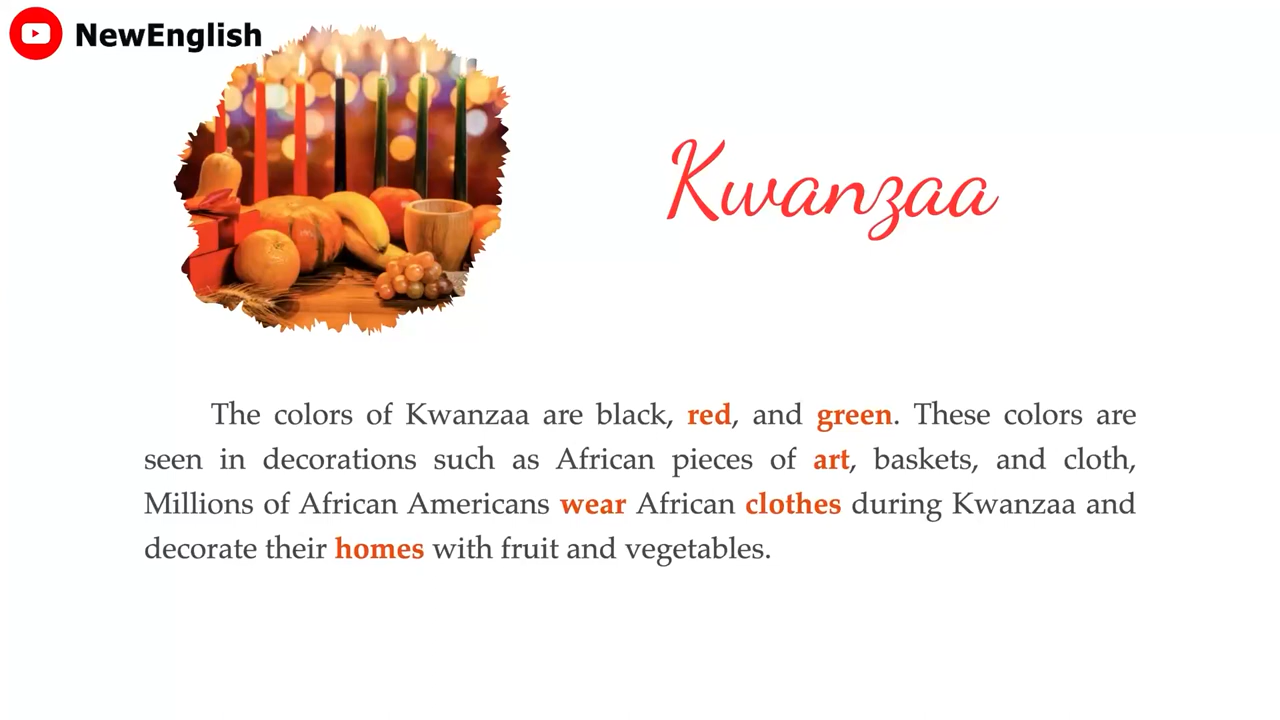 NewEnglish
Kwanzaa
The colors of Kwanzaa are black, red, and green. These colors are
seen in decorations such as African pieces of art, baskets, and cloth,
Millions of African Americans wear African clothes during Kwanzaa and
decorate their homes with fruit and vegetables.